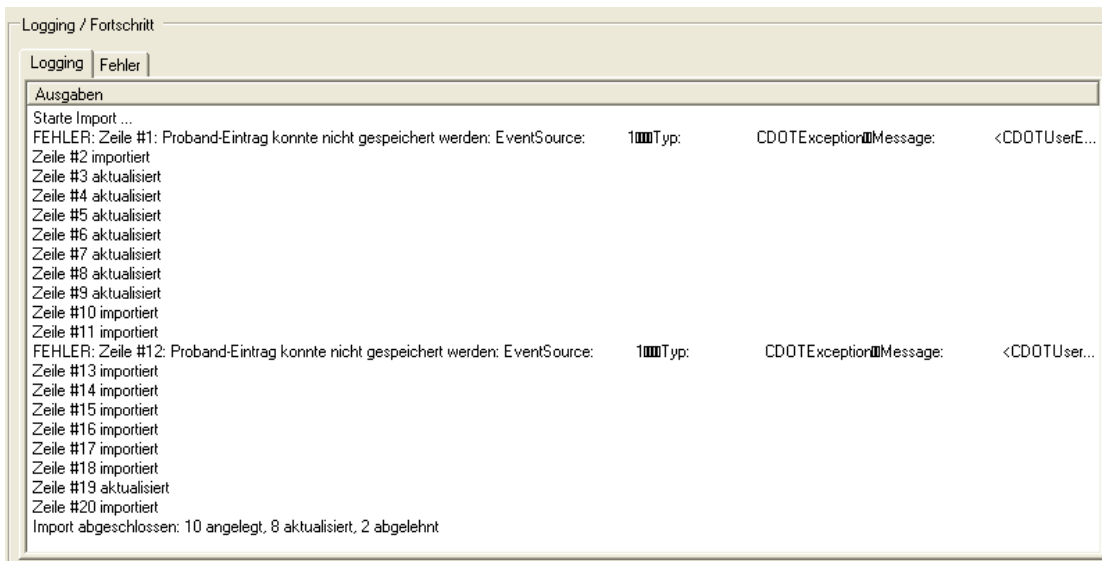 Logging / Fortschritt
Logging Fehler
Ausgaben
Starte Import ...
FEHLER: Zeile #1: Proband-Eintrag konnte nicht gespeichert werden: EventSource: 1▯▯▯Typ: CDOTException▯▯Message: <CDOTUserE...
Zeile #2 importiert
Zeile #3 aktualisiert
Zeile #4 aktualisiert
Zeile #5 aktualisiert
Zeile #6 aktualisiert
Zeile #7 aktualisiert
Zeile #8 aktualisiert
Zeile #9 aktualisiert
Zeile #10 importiert
Zeile #11 importiert
FEHLER: Zeile #12: Proband-Eintrag konnte nicht gespeichert werden: EventSource: 1▯▯▯Typ: CDOTException▯▯Message: <CDOTUser...
Zeile #13 importiert
Zeile #14 importiert
Zeile #15 importiert
Zeile #16 importiert
Zeile #17 importiert
Zeile #18 importiert
Zeile #19 aktualisiert
Zeile #20 importiert
Import abgeschlossen: 10 angelegt, 8 aktualisiert, 2 abgelehnt